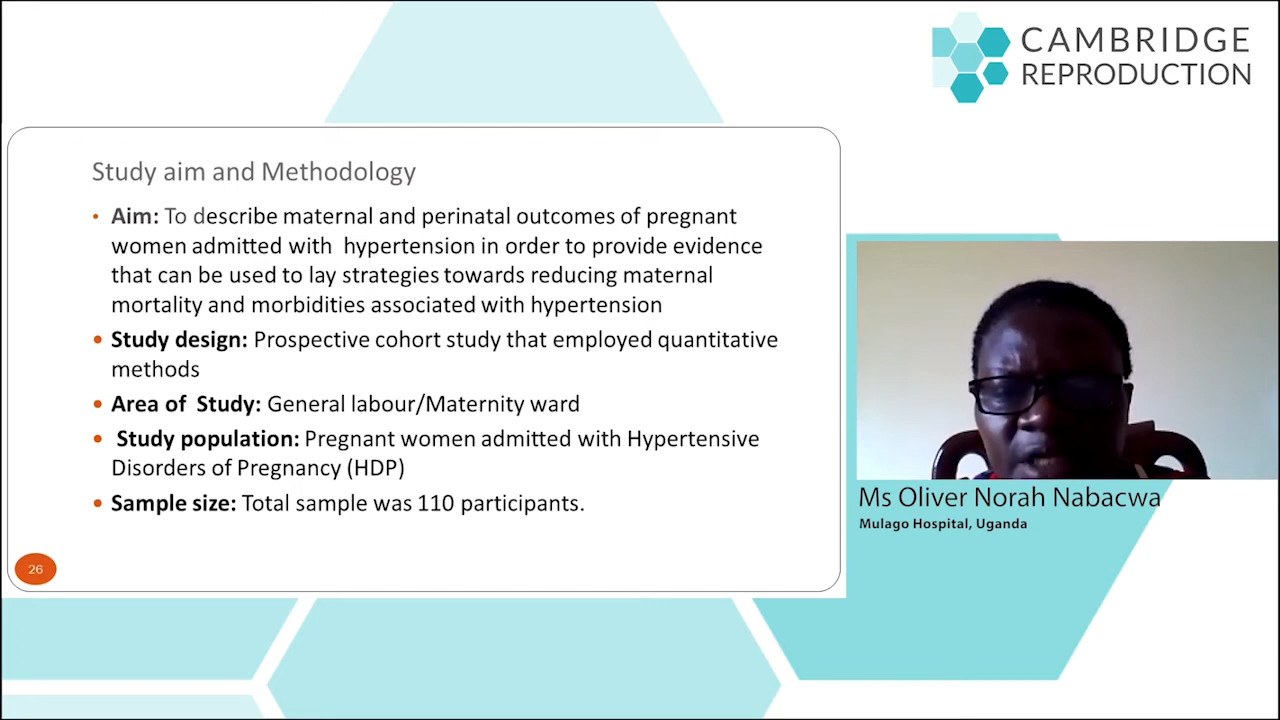 CAMBRIDGE
REPRODUCTION
Study aim and Methodology
• Aim: To describe maternal and perinatal outcomes of pregnant
women admitted with hypertension in order to provide evidence
that can be used to lay strategies towards reducing maternal
mortality and morbidities associated with hypertension
• Study design: Prospective cohort study that employed quantitative
methods
• Area of Study: General labour/Maternity ward
• Study population: Pregnant women admitted with Hypertensive
Disorders of Pregnancy (HDP)
• Sample size: Total sample was 110 participants.
26
Ms Oliver Norah Nabacwa
Mulago Hospital, Uganda